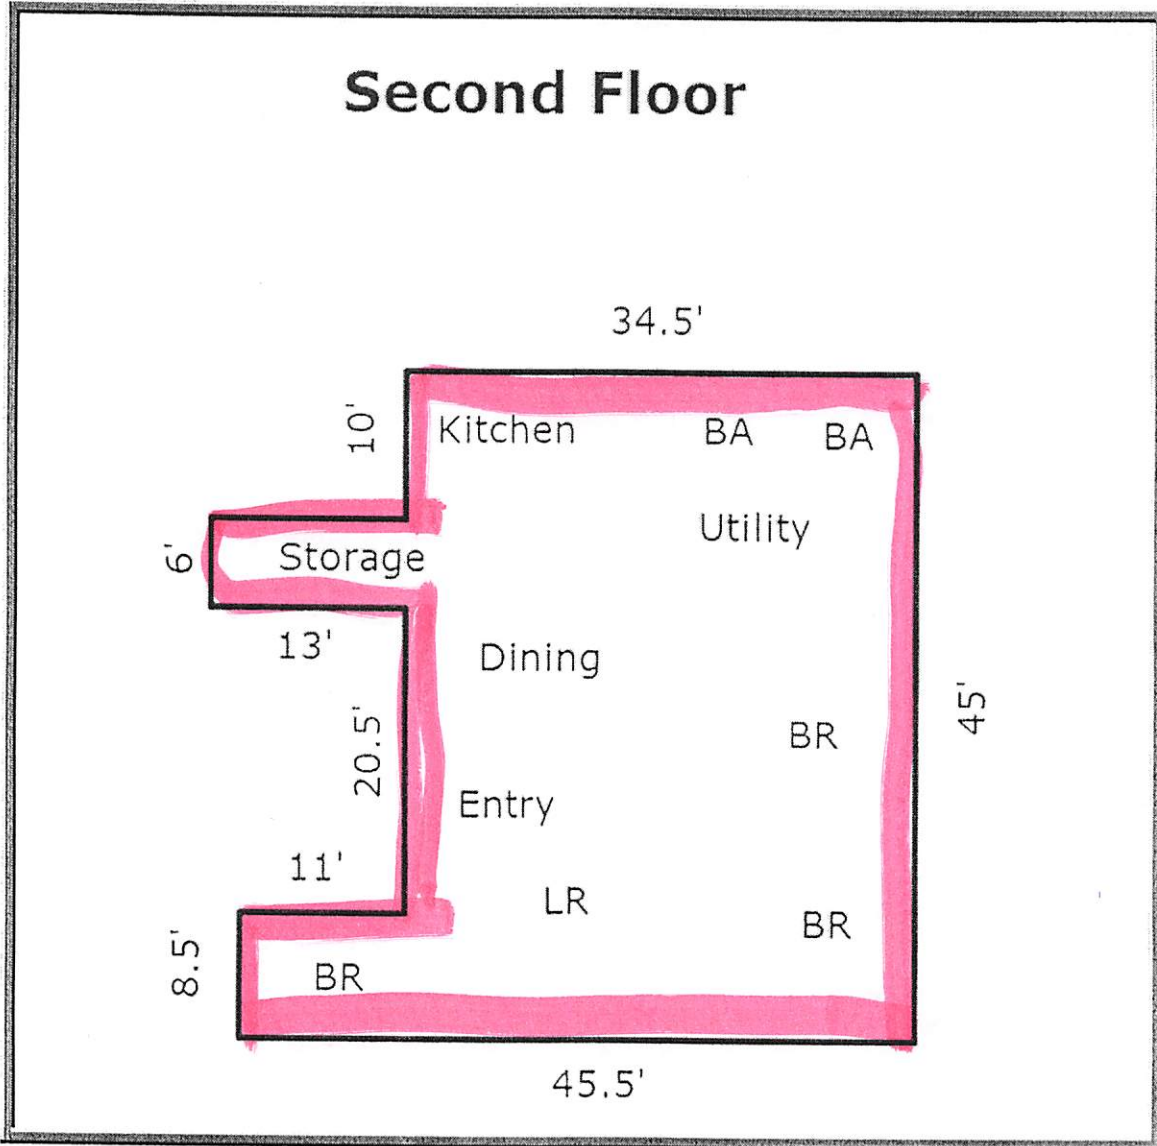 Second Floor
34.5'
10'
Kitchen
BA
BA
6'
Storage
Utility
13'
Dining
20.5'
45'
BR
Entry
11'
LR
BR
8.5'
BR
45.5'